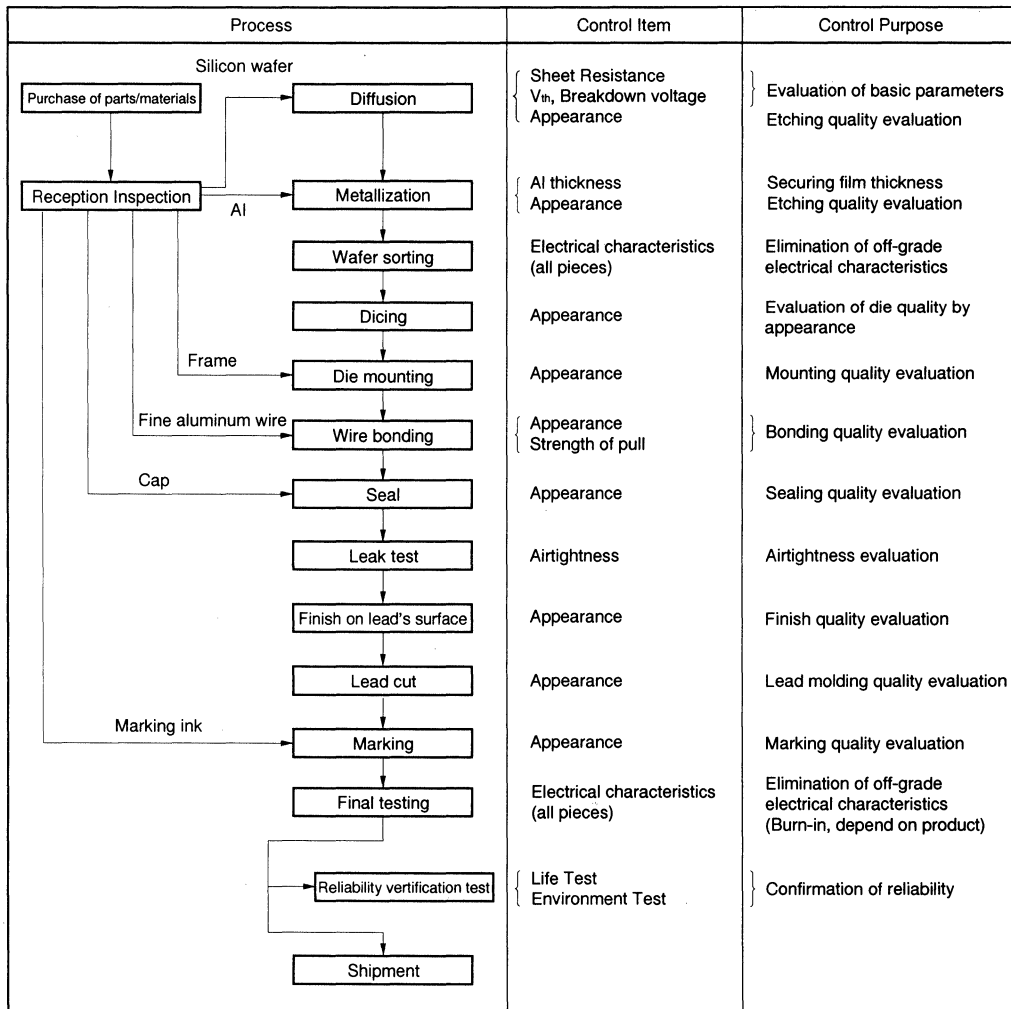 Process Control Item Control Purpose
Silicon wafer
Purchase of parts/materials
Diffusion
Sheet Resistance
Vth, Breakdown voltage
Appearance
Evaluation of basic parameters
Etching quality evaluation
Reception Inspection
Al
Metallization
Al thickness
Appearance
Securing film thickness
Etching quality evaluation
Wafer sorting
Electrical characteristics
(all pieces)
Elimination of off-grade
electrical characteristics
Dicing
Appearance
Evaluation of die quality by
appearance
Frame
Die mounting
Appearance
Mounting quality evaluation
Fine aluminum wire
Wire bonding
Appearance
Strength of pull
Bonding quality evaluation
Cap
Seal
Appearance
Sealing quality evaluation
Leak test
Airtightness
Airtightness evaluation
Finish on lead's surface
Appearance
Finish quality evaluation
Lead cut
Appearance
Lead molding quality evaluation
Marking ink
Marking
Appearance
Marking quality evaluation
Final testing
Electrical characteristics
(all pieces)
Elimination of off-grade
electrical characteristics
(Burn-in, depend on product)
Reliability vertification test
Life Test
Environment Test
Confirmation of reliability
Shipment